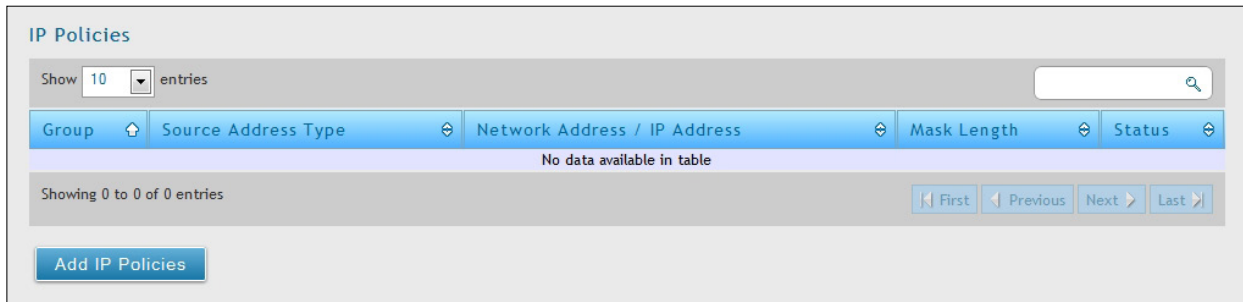 IP Policies
Show 10 entries
Group Source Address Type Network Address / IP Address Mask Length Status
No data available in table
Showing 0 to 0 of 0 entries First Previous Next Last
Add IP Policies